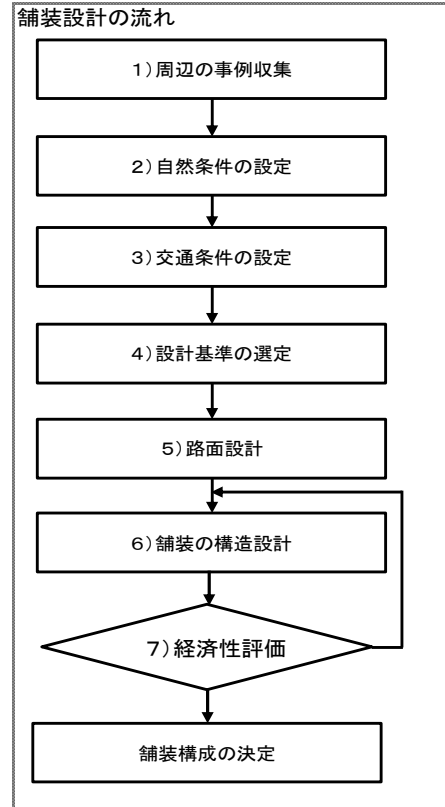 舗装設計の流れ
1)周辺の事例収集
2)自然条件の設定
3)交通条件の設定
4)設計基準の選定
5)路面設計
6)舗装の構造設計
7)経済性評価
舗装構成の決定